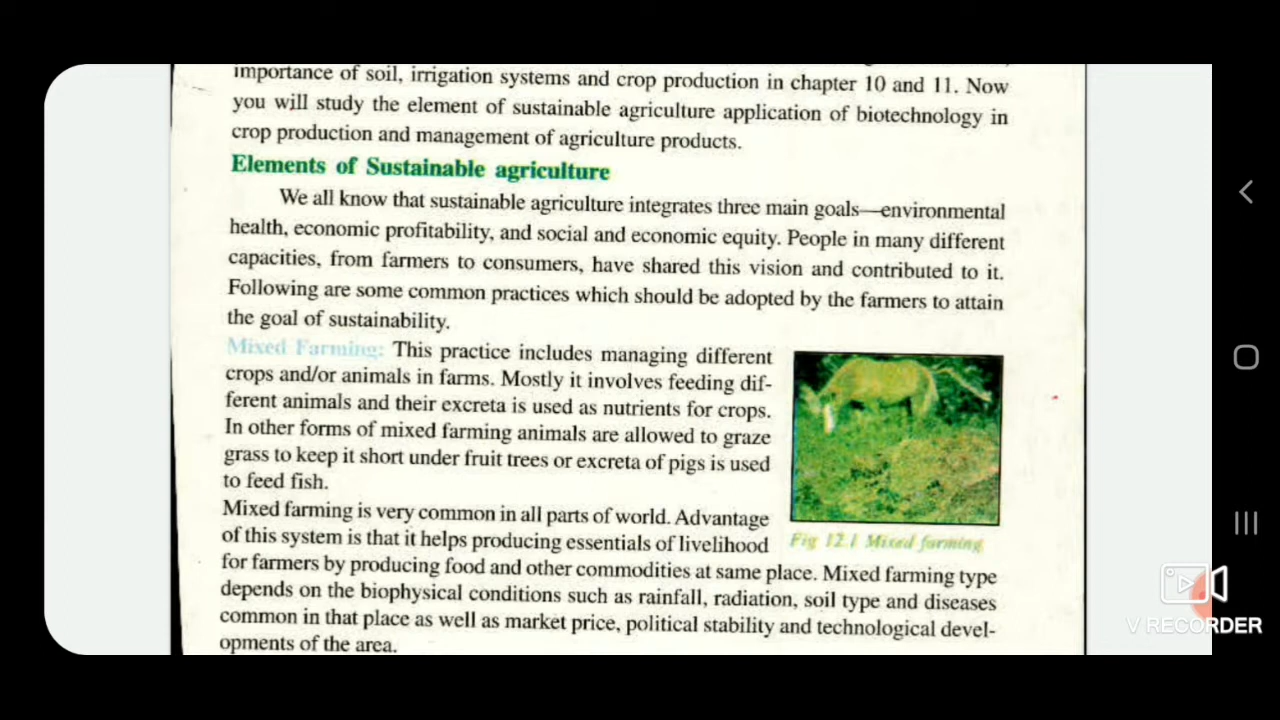 importance of soil, irrigation systems and crop production in chapter 10 and 11. Now
you will study the element of sustainable agriculture application of biotechnology in
crop production and management of agriculture products.
Elements of Sustainable agriculture
We all know that sustainable agriculture integrates three main goals—environmental
health, economic profitability, and social and economic equity. People in many different
capacities, from farmers to consumers, have shared this vision and contributed to it.
Following are some common practices which should be adopted by the farmers to attain
the goal of sustainability.
Mixed Farming: This practice includes managing different
crops and/or animals in farms. Mostly it involves feeding dif-
ferent animals and their excreta is used as nutrients for crops.
In other forms of mixed farming animals are allowed to graze
grass to keep it short under fruit trees or excreta of pigs is used
to feed fish.
Mixed farming is very common in all parts of world. Advantage
of this system is that it helps producing essentials of livelihood
Fig 12.1 Mixed farming
for farmers by producing food and other commodities at same place. Mixed farming type
depends on the biophysical conditions such as rainfall, radiation, soil type and diseases
common in that place as well as market price, political stability and technological devel-
opments of the area.
V RECORDER